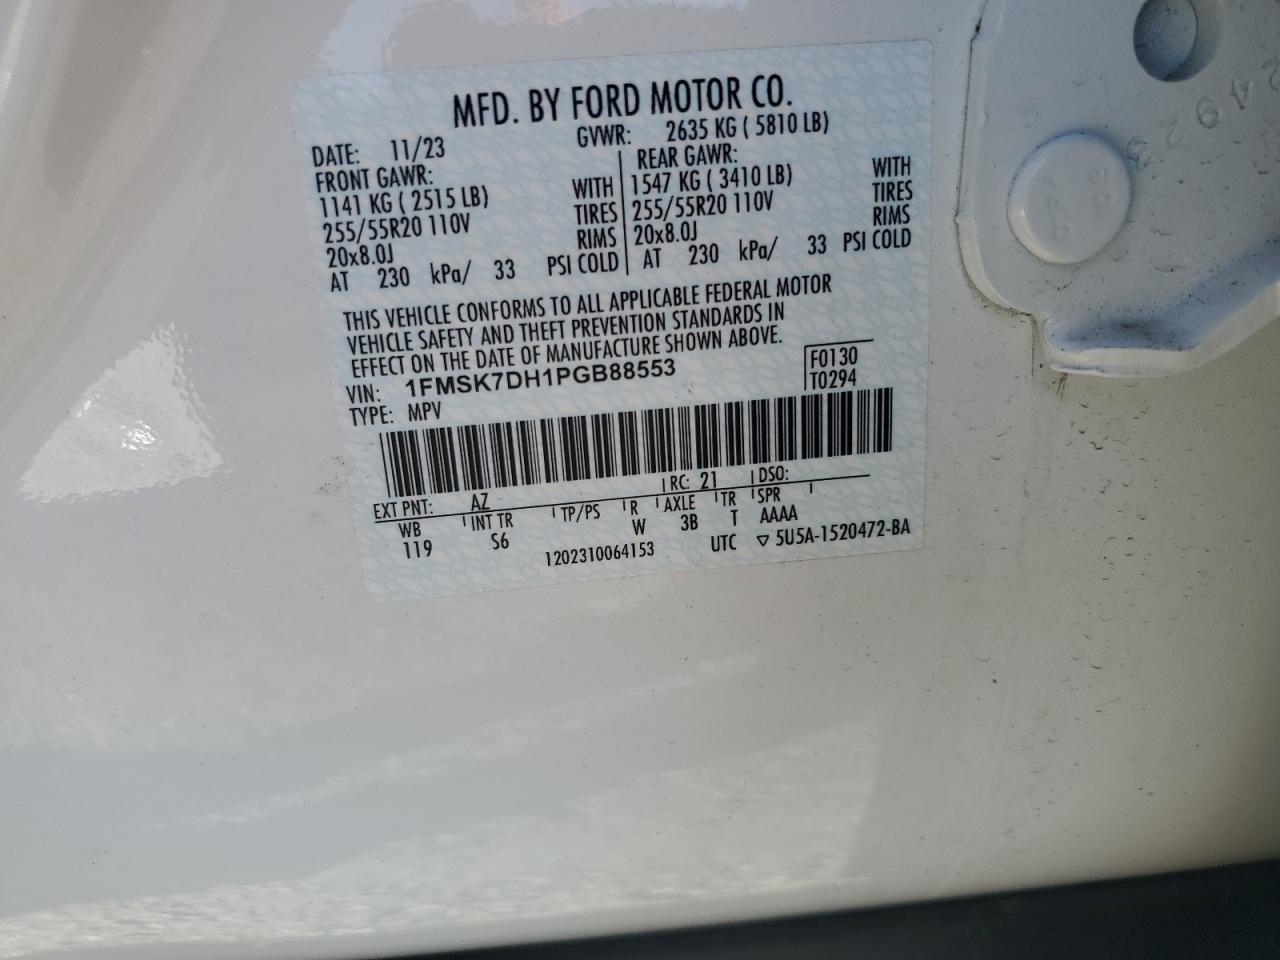 MFD. BY FORD MOTOR CO.
DATE: 11/23 GVWR: 2635 KG ( 5810 LB)
FRONT GAWR: REAR GAWR:
1141 KG ( 2515 LB) WITH 1547 KG ( 3410 LB) WITH
255/55R20 110V TIRES 255/55R20 110V TIRES
20x8.0J RIMS 20x8.0J RIMS
AT 230 kPa/ 33 PSI COLD AT 230 kPa/ 33 PSI COLD
THIS VEHICLE CONFORMS TO ALL APPLICABLE FEDERAL MOTOR
VEHICLE SAFETY AND THEFT PREVENTION STANDARDS IN
EFFECT ON THE DATE OF MANUFACTURE SHOWN ABOVE.
VIN: 1FMSK7DH1PGB88553 F0130
TYPE: MPV T0294
EXT PNT: AZ RC: 21 DSO:
WB INT TR TP/PS R AXLE TR SPR
119 S6 W 3B T AAAA
1202310064153 UTC ▽ 5U5A-1520472-BA